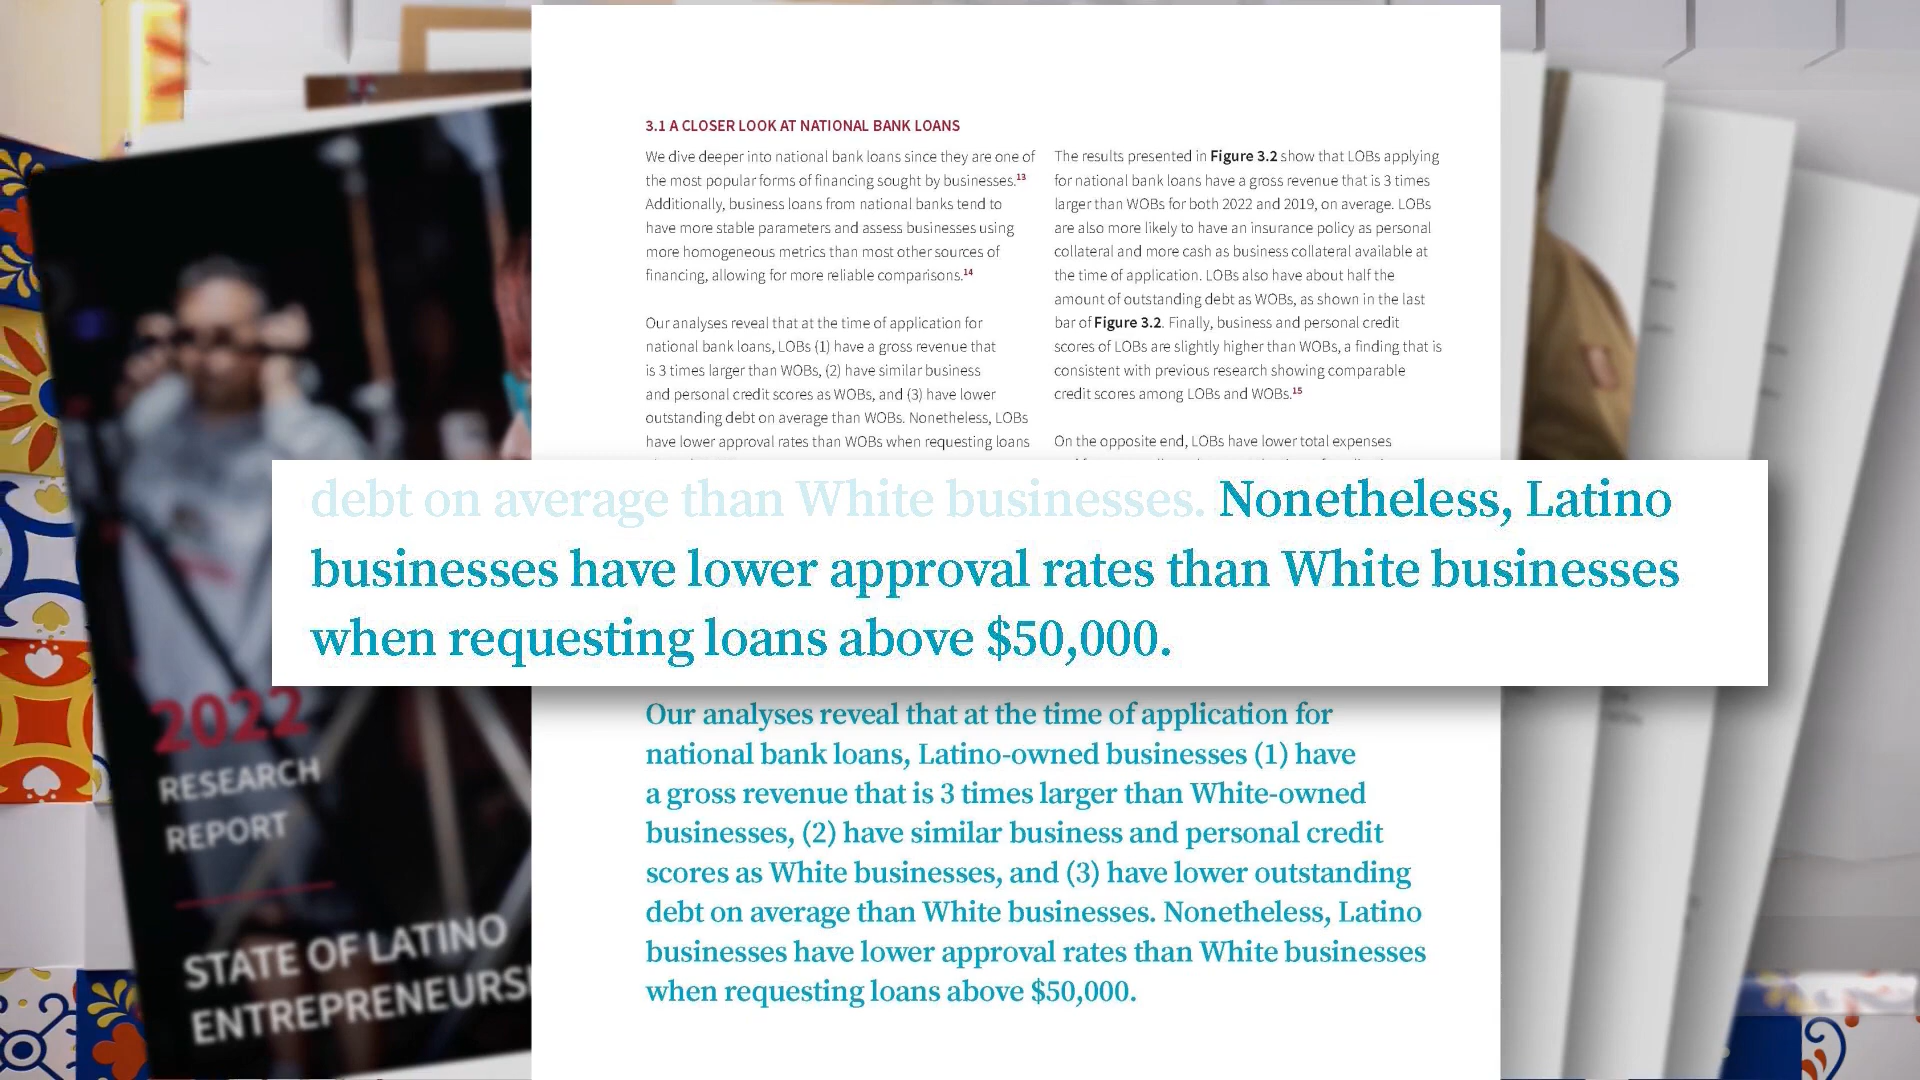 3.1 A CLOSER LOOK AT NATIONAL BANK LOANS
We dive deeper into national bank loans since they are one of
the most popular forms of financing sought by businesses.13
Additionally, business loans from national banks tend to
have more stable parameters and assess businesses using
more homogeneous metrics than most other sources of
financing, allowing for more reliable comparisons.14
Our analyses reveal that at the time of application for
national bank loans, LOBs (1) have a gross revenue that
is 3 times larger than WOBs, (2) have similar business
and personal credit scores as WOBs, and (3) have lower
outstanding debt on average than WOBs. Nonetheless, LOBs
have lower approval rates than WOBs when requesting loans
The results presented in Figure 3.2 show that LOBs applying
for national bank loans have a gross revenue that is 3 times
larger than WOBs for both 2022 and 2019, on average. LOBs
are also more likely to have an insurance policy as personal
collateral and more cash as business collateral available at
the time of application. LOBs also have about half the
amount of outstanding debt as WOBs, as shown in the last
bar of Figure 3.2. Finally, business and personal credit
scores of LOBs are slightly higher than WOBs, a finding that is
consistent with previous research showing comparable
credit scores among LOBs and WOBs.15
On the opposite end, LOBs have lower total expenses
debt on average than White businesses. Nonetheless, Latino
businesses have lower approval rates than White businesses
when requesting loans above $50,000.
Our analyses reveal that at the time of application for
national bank loans, Latino-owned businesses (1) have
a gross revenue that is 3 times larger than White-owned
businesses, (2) have similar business and personal credit
scores as White businesses, and (3) have lower outstanding
debt on average than White businesses. Nonetheless, Latino
businesses have lower approval rates than White businesses
when requesting loans above $50,000.
2022
RESEARCH
REPORT
STATE OF LATINO
ENTREPRENEURS